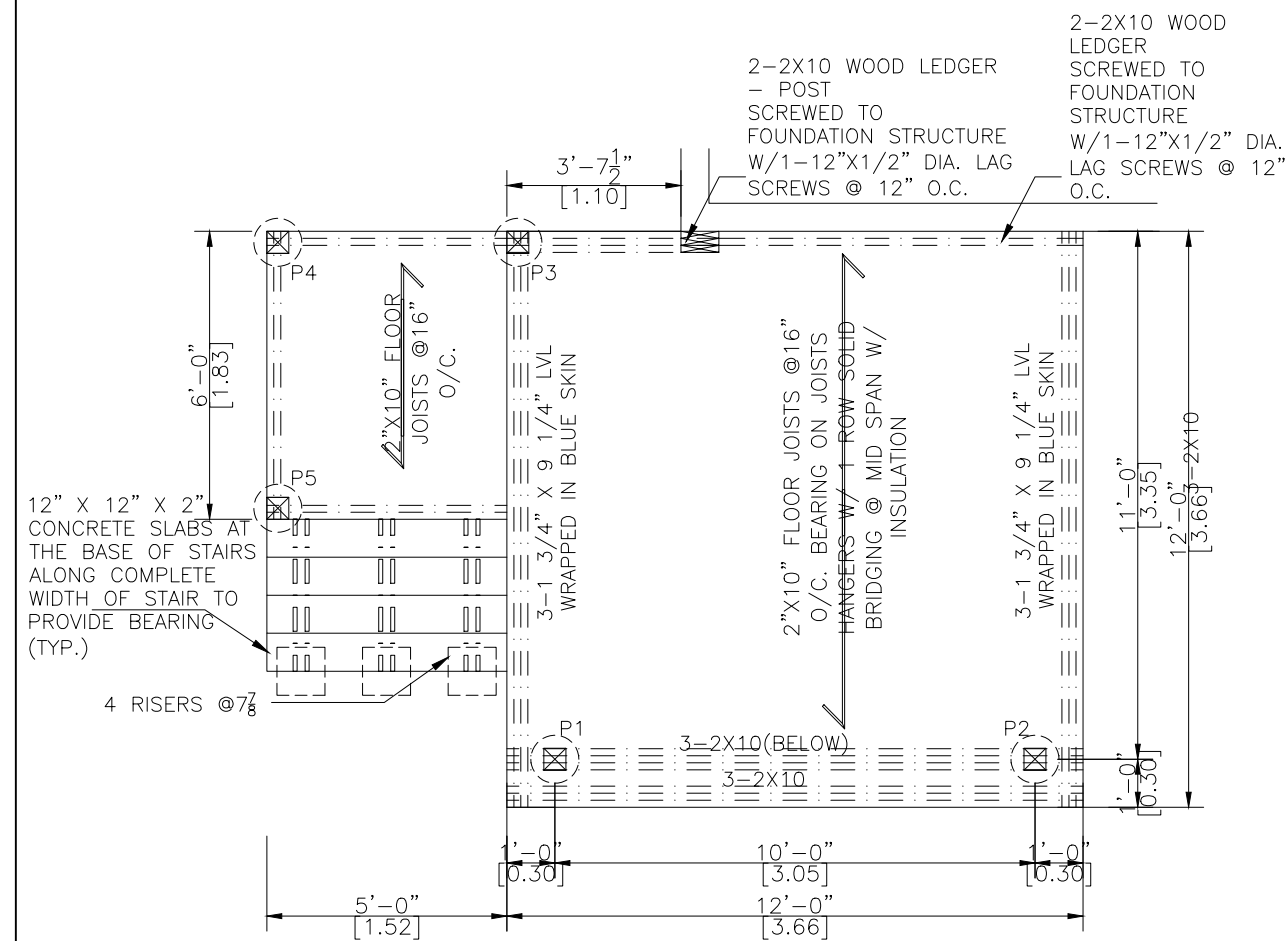 2-2X10 WOOD LEDGER
- POST
SCREWED TO
FOUNDATION STRUCTURE
W/1-12"X1/2" DIA. LAG
SCREWS @ 12" O.C.
2-2X10 WOOD
LEDGER
SCREWED TO
FOUNDATION
STRUCTURE
W/1-12"X1/2" DIA.
LAG SCREWS @ 12"
O.C.
3'-7 1/2"
[1.10]
P4
P3
6'-0"
[1.83]
2"X10" FLOOR
JOISTS @16"
O/C.
3-1 3/4" X 9 1/4" LVL
WRAPPED IN BLUE SKIN
2"X10" FLOOR JOISTS @16"
O/C. BEARING ON JOISTS
HANGERS W/ 1 ROW SOLID
BRIDGING @ MID SPAN W/
INSULATION
3-1 3/4" X 9 1/4" LVL
WRAPPED IN BLUE SKIN
11'-0"
[3.35]
12'-0"
[3.66]
3-2X10
P5
12" X 12" X 2"
CONCRETE SLABS AT
THE BASE OF STAIRS
ALONG COMPLETE
WIDTH OF STAIR TO
PROVIDE BEARING
(TYP.)
4 RISERS @7 7/8
P1
3-2X10(BELOW)
P2
3-2X10
1'-0"
[0.30]
1'-0"
[0.30]
10'-0"
[3.05]
1'-0"
[0.30]
5'-0"
[1.52]
12'-0"
[3.66]